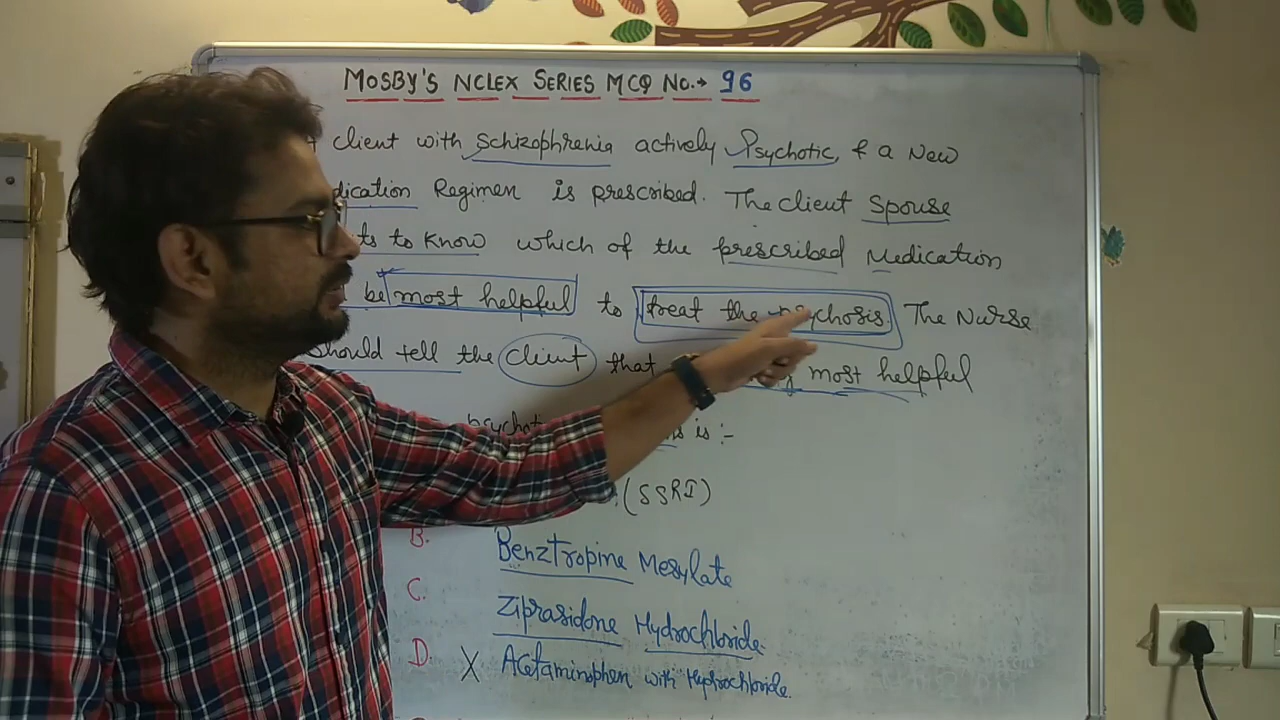 MOSBY'S NCLEX SERIES MCQ No.→ 96
client with Schizophrenia actively Psychotic, & a New
dication Regimen is prescribed. The client Spouse
ts to know which of the prescribed Medication
be most helpful to treat the psychosis. The Nurse
Should tell the client that most helpful
is :-
(SSRI)
B. Benztropine Mesylate
C. Ziprasidone Hydrochloride.
D. X Acetaminophen with Hydrochloride.